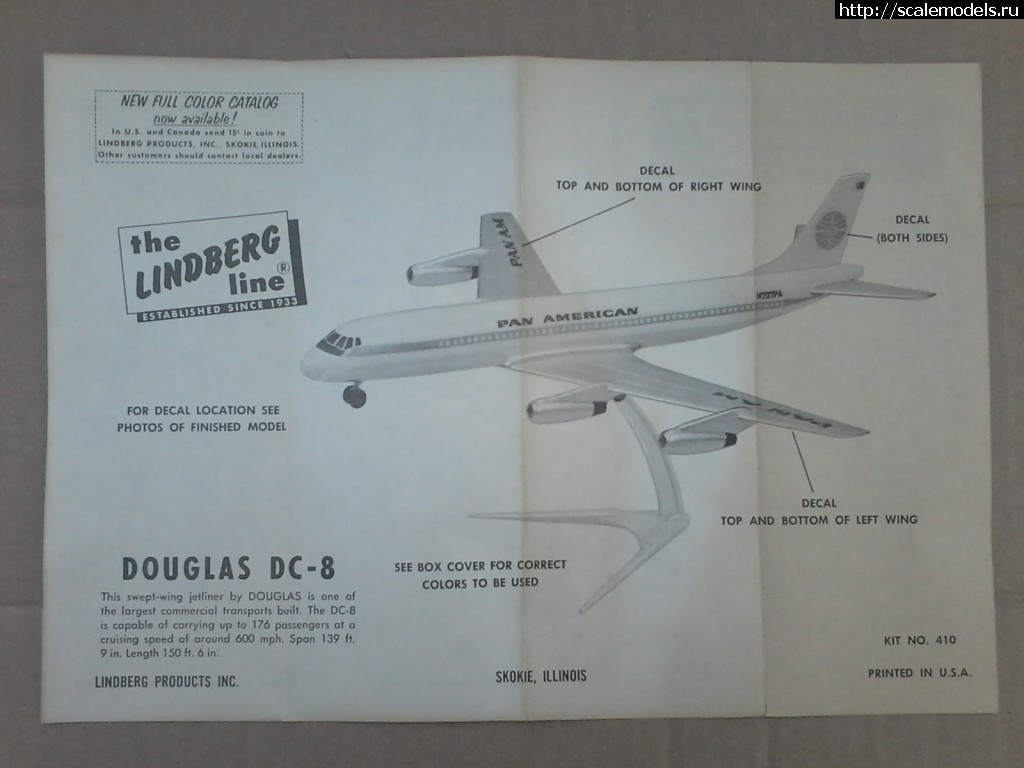 http://scalemodels.ru
NEW FULL COLOR CATALOG
now available!
In U.S. and Canada send 15¢ in coin to
LINDBERG PRODUCTS, INC., SKOKIE, ILLINOIS.
Other customers should contact local dealers.
the
LINDBERG
line®
ESTABLISHED SINCE 1933
DECAL
TOP AND BOTTOM OF RIGHT WING
DECAL
(BOTH SIDES)
PAN AM
PAN AMERICAN
PAN AM
FOR DECAL LOCATION SEE
PHOTOS OF FINISHED MODEL
DECAL
TOP AND BOTTOM OF LEFT WING
DOUGLAS DC-8
This swept-wing jetliner by DOUGLAS is one of
the largest commercial transports built. The DC-8
is capable of carrying up to 176 passengers at a
cruising speed of around 600 mph. Span 139 ft.
9 in. Length 150 ft. 6 in.
SEE BOX COVER FOR CORRECT
COLORS TO BE USED
LINDBERG PRODUCTS INC.
SKOKIE, ILLINOIS
KIT NO. 410
PRINTED IN U.S.A.